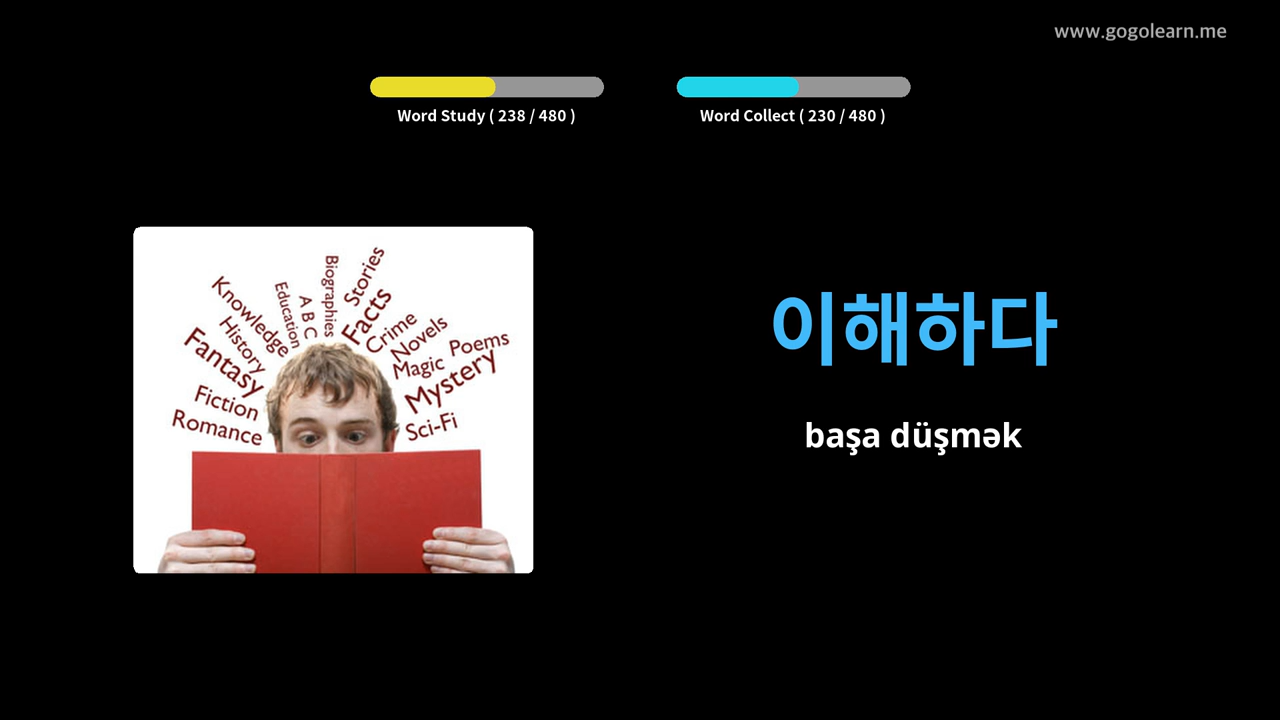 www.gogolearn.me
Word Study ( 238 / 480 )
Word Collect ( 230 / 480 )
Knowledge
History
Fantasy
Fiction
Romance
Education
A B C
Biographies
Stories
Facts
Crime
Novels
Magic
Poems
Mystery
Sci-Fi
이해하다
başa düşmək